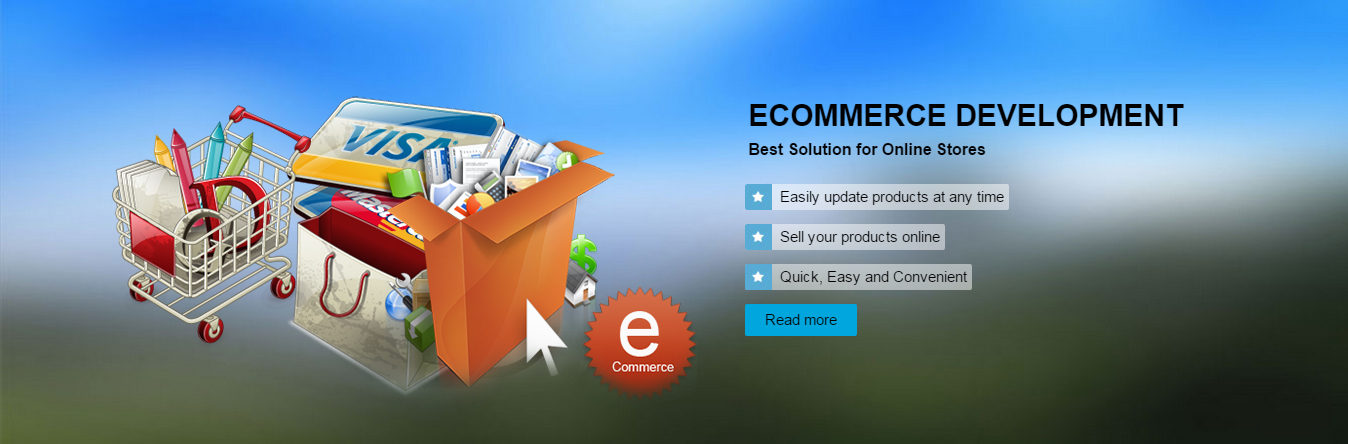 ECOMMERCE DEVELOPMENT
Best Solution for Online Stores
Easily update products at any time
Sell your products online
Quick, Easy and Convenient
Read more
VISA
e
Commerce